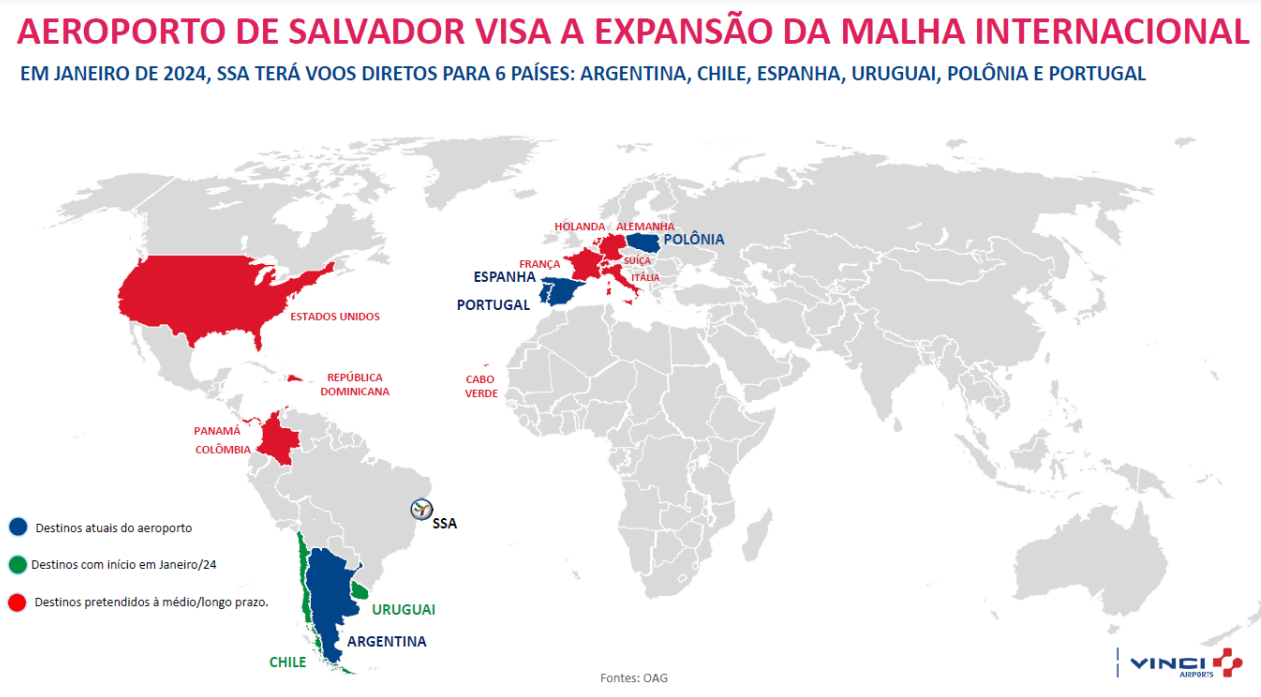 AEROPORTO DE SALVADOR VISA A EXPANSÃO DA MALHA INTERNACIONAL
EM JANEIRO DE 2024, SSA TERÁ VOOS DIRETOS PARA 6 PAÍSES: ARGENTINA, CHILE, ESPANHA, URUGUAI, POLÔNIA E PORTUGAL
HOLANDA
ALEMANHA
POLÔNIA
FRANÇA
SUÍÇA
ESPANHA
ITÁLIA
PORTUGAL
ESTADOS UNIDOS
REPÚBLICA
DOMINICANA
CABO
VERDE
PANAMÁ
COLÔMBIA
SSA
Destinos atuais do aeroporto
Destinos com início em Janeiro/24
Destinos pretendidos à médio/longo prazo.
URUGUAI
ARGENTINA
CHILE
Fontes: OAG
VINCI
AIRPORTS